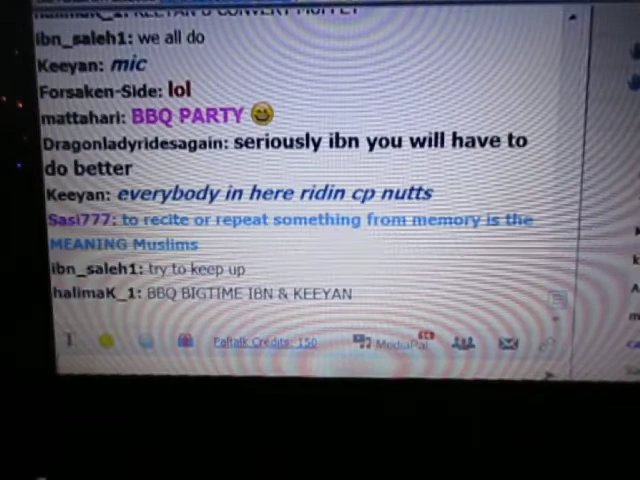 ibn_saleh1: we all do
Keeyan: mic
Forsaken-Side: lol
mattahari: BBQ PARTY
Dragonladyridesagain: seriously ibn you will have to
do better
Keeyan: everybody in here ridin cp nutts
Sasi777: to recite or repeat something from memory is the
MEANING Muslims
ibn_saleh1: try to keep up
halimaK_1: BBQ BIGTIME IBN & KEEYAN
T Paltalk Credits: 150 MediaPal